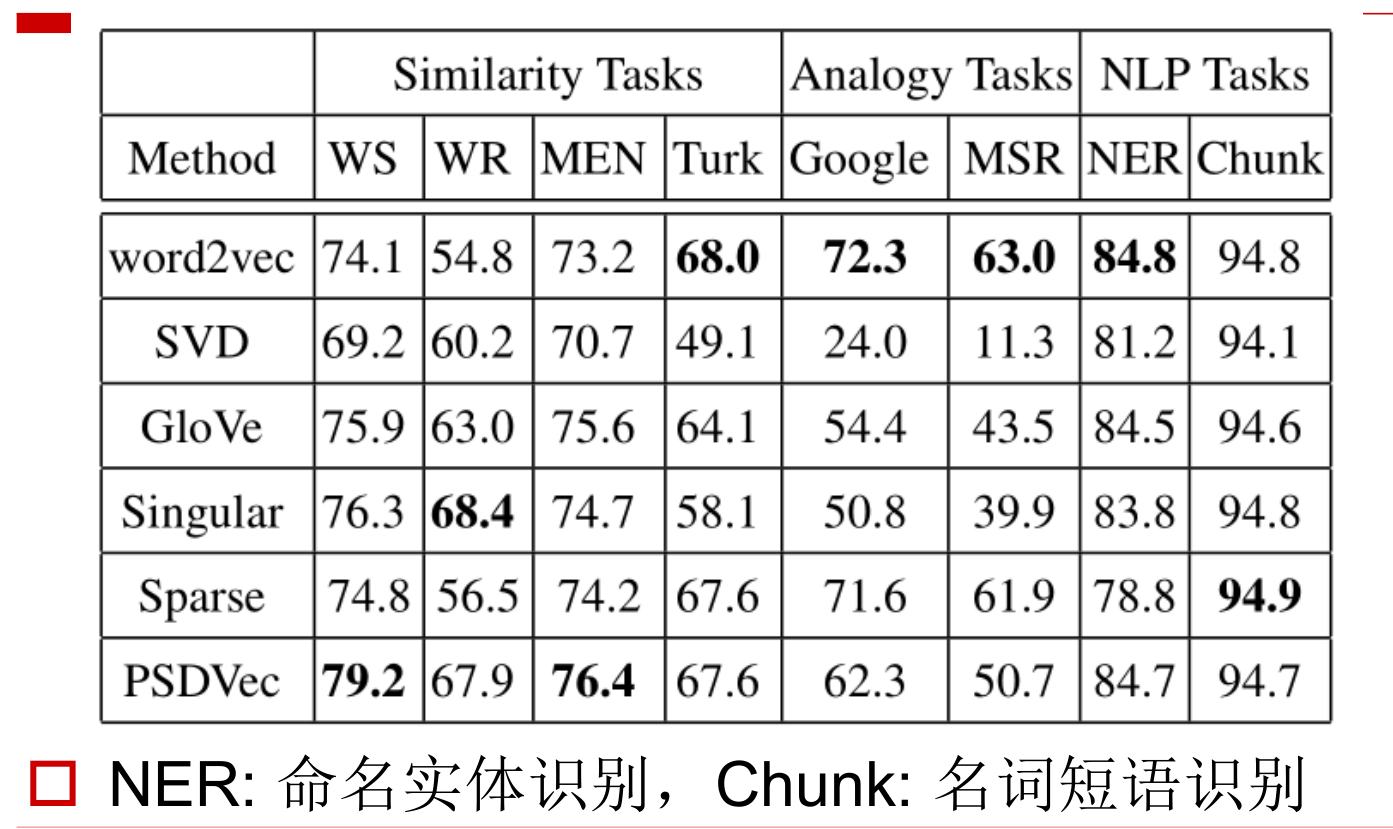 Similarity Tasks Analogy Tasks NLP Tasks
Method WS WR MEN Turk Google MSR NER Chunk
word2vec 74.1 54.8 73.2 68.0 72.3 63.0 84.8 94.8
SVD 69.2 60.2 70.7 49.1 24.0 11.3 81.2 94.1
GloVe 75.9 63.0 75.6 64.1 54.4 43.5 84.5 94.6
Singular 76.3 68.4 74.7 58.1 50.8 39.9 83.8 94.8
Sparse 74.8 56.5 74.2 67.6 71.6 61.9 78.8 94.9
PSDVec 79.2 67.9 76.4 67.6 62.3 50.7 84.7 94.7
NER: 命名实体识别，Chunk: 名词短语识别